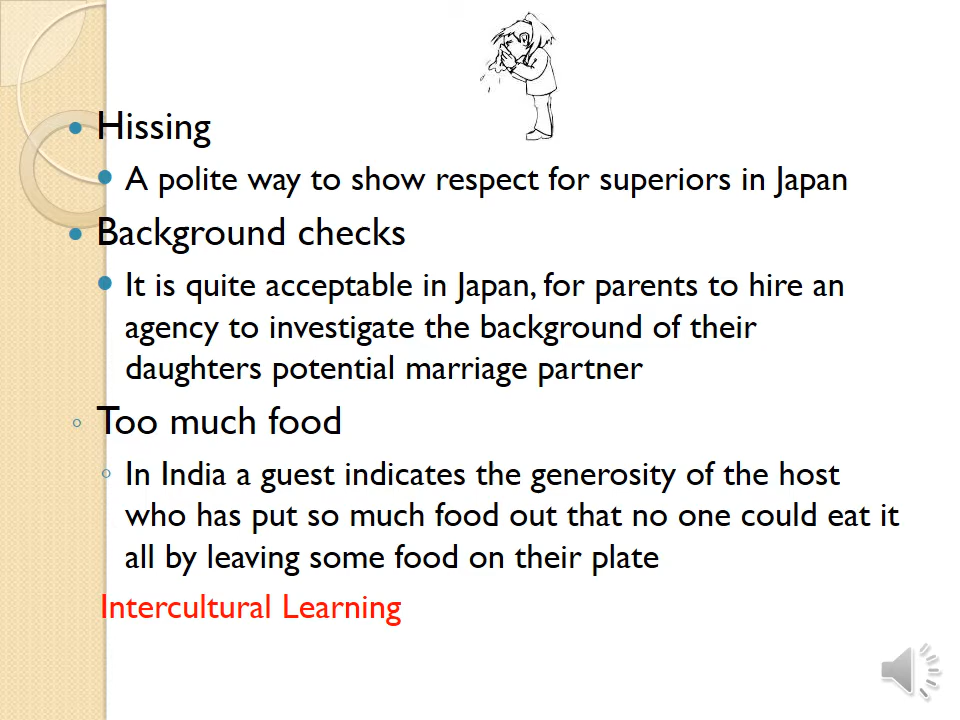 Hissing
A polite way to show respect for superiors in Japan
Background checks
It is quite acceptable in Japan, for parents to hire an
agency to investigate the background of their
daughters potential marriage partner
Too much food
In India a guest indicates the generosity of the host
who has put so much food out that no one could eat it
all by leaving some food on their plate
Intercultural Learning